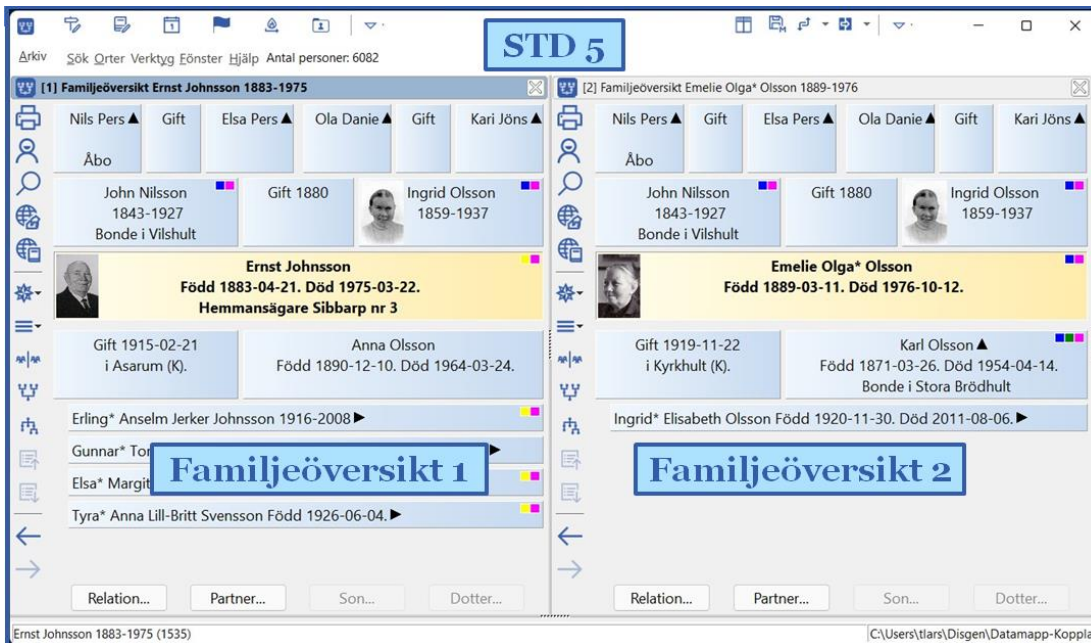 STD 5
Arkiv Sök Orter Verktyg Fönster Hjälp Antal personer: 6082
[1] Familjeöversikt Ernst Johnsson 1883-1975
Nils Pers▲ Gift Elsa Pers▲ Ola Danie▲ Gift Kari Jöns▲
Åbo
John Nilsson Gift 1880 Ingrid Olsson
1843-1927 1859-1937
Bonde i Vilshult
Ernst Johnsson
Född 1883-04-21. Död 1975-03-22.
Hemmansägare Sibbarp nr 3
Gift 1915-02-21 Anna Olsson
i Asarum (K). Född 1890-12-10. Död 1964-03-24.
Erling* Anselm Jerker Johnsson 1916-2008►
Gunnar* Tor ►
Familjeöversikt 1
Elsa* Margit
Tyra* Anna Lill-Britt Svensson Född 1926-06-04.►
Relation... Partner... Son... Dotter...
[2] Familjeöversikt Emelie Olga* Olsson 1889-1976
Nils Pers▲ Gift Elsa Pers▲ Ola Danie▲ Gift Kari Jöns▲
Åbo
John Nilsson Gift 1880 Ingrid Olsson
1843-1927 1859-1937
Bonde i Vilshult
Emelie Olga* Olsson
Född 1889-03-11. Död 1976-10-12.
Gift 1919-11-22 Karl Olsson▲
i Kyrkhult (K). Född 1871-03-26. Död 1954-04-14.
Bonde i Stora Brödhult
Ingrid* Elisabeth Olsson Född 1920-11-30. Död 2011-08-06.►
Familjeöversikt 2
Relation... Partner... Son... Dotter...
Ernst Johnsson 1883-1975 (1535) C:\Users\tlars\Disgen\Datamapp-Koppla